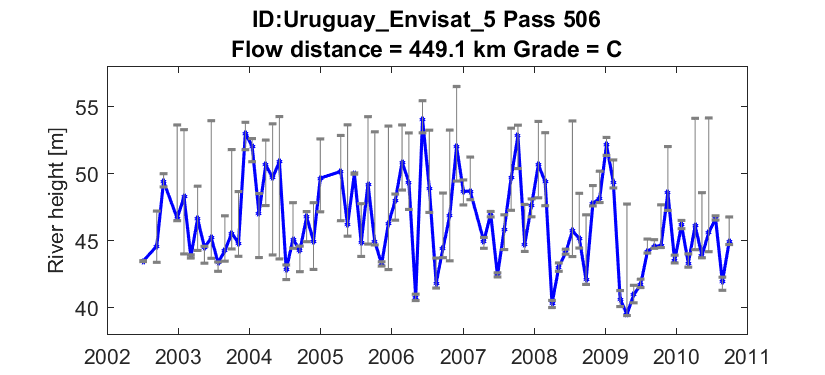 ID:Uruguay_Envisat_5 Pass 506
Flow distance = 449.1 km Grade = C
River height [m]
55
50
45
40
2002 2003 2004 2005 2006 2007 2008 2009 2010 2011